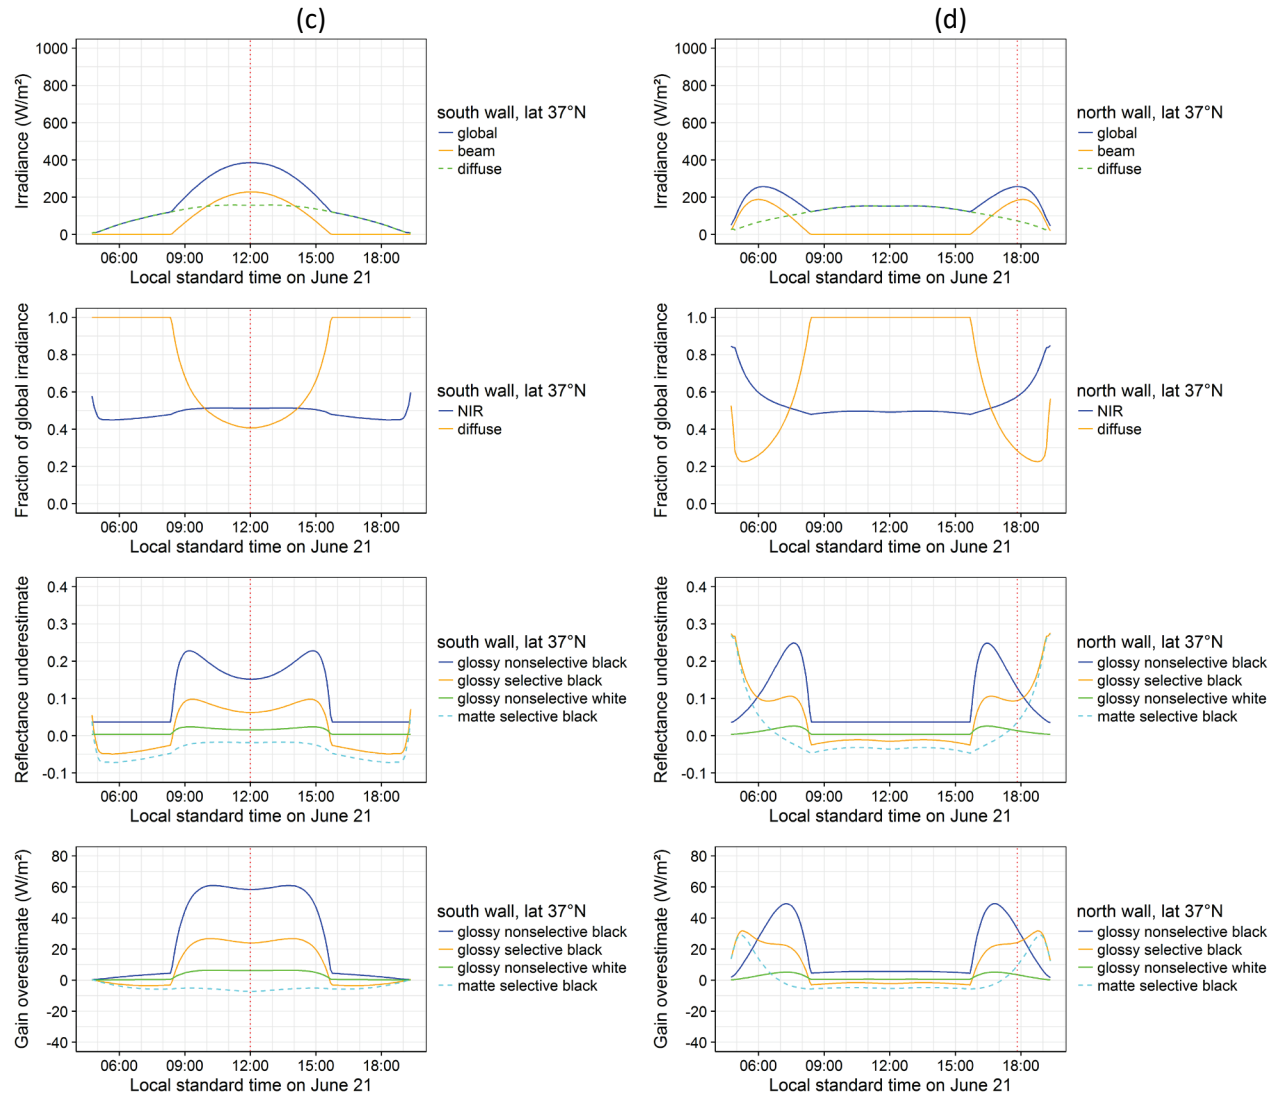 (c)
(d)
Irradiance (W/m²)
1000
800
600
400
200
0
06:00 09:00 12:00 15:00 18:00
Local standard time on June 21
south wall, lat 37°N
global
beam
diffuse
Irradiance (W/m²)
1000
800
600
400
200
0
06:00 09:00 12:00 15:00 18:00
Local standard time on June 21
north wall, lat 37°N
global
beam
diffuse
Fraction of global irradiance
1.0
0.8
0.6
0.4
0.2
0.0
06:00 09:00 12:00 15:00 18:00
Local standard time on June 21
south wall, lat 37°N
NIR
diffuse
Fraction of global irradiance
1.0
0.8
0.6
0.4
0.2
0.0
06:00 09:00 12:00 15:00 18:00
Local standard time on June 21
north wall, lat 37°N
NIR
diffuse
Reflectance underestimate
0.4
0.3
0.2
0.1
0.0
-0.1
06:00 09:00 12:00 15:00 18:00
Local standard time on June 21
south wall, lat 37°N
glossy nonselective black
glossy selective black
glossy nonselective white
matte selective black
Reflectance underestimate
0.4
0.3
0.2
0.1
0.0
-0.1
06:00 09:00 12:00 15:00 18:00
Local standard time on June 21
north wall, lat 37°N
glossy nonselective black
glossy selective black
glossy nonselective white
matte selective black
Gain overestimate (W/m²)
80
60
40
20
0
-20
-40
06:00 09:00 12:00 15:00 18:00
Local standard time on June 21
south wall, lat 37°N
glossy nonselective black
glossy selective black
glossy nonselective white
matte selective black
Gain overestimate (W/m²)
80
60
40
20
0
-20
-40
06:00 09:00 12:00 15:00 18:00
Local standard time on June 21
north wall, lat 37°N
glossy nonselective black
glossy selective black
glossy nonselective white
matte selective black